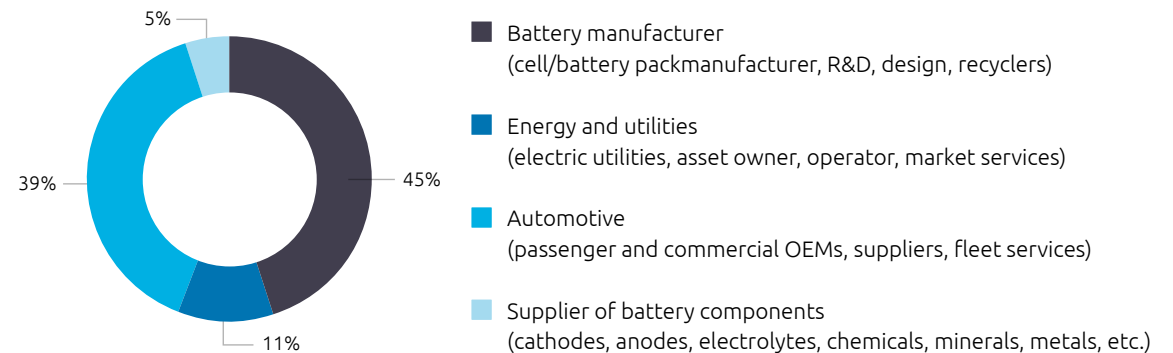 5%
39%
45%
11%
Battery manufacturer
(cell/battery packmanufacturer, R&D, design, recyclers)
Energy and utilities
(electric utilities, asset owner, operator, market services)
Automotive
(passenger and commercial OEMs, suppliers, fleet services)
Supplier of battery components
(cathodes, anodes, electrolytes, chemicals, minerals, metals, etc.)